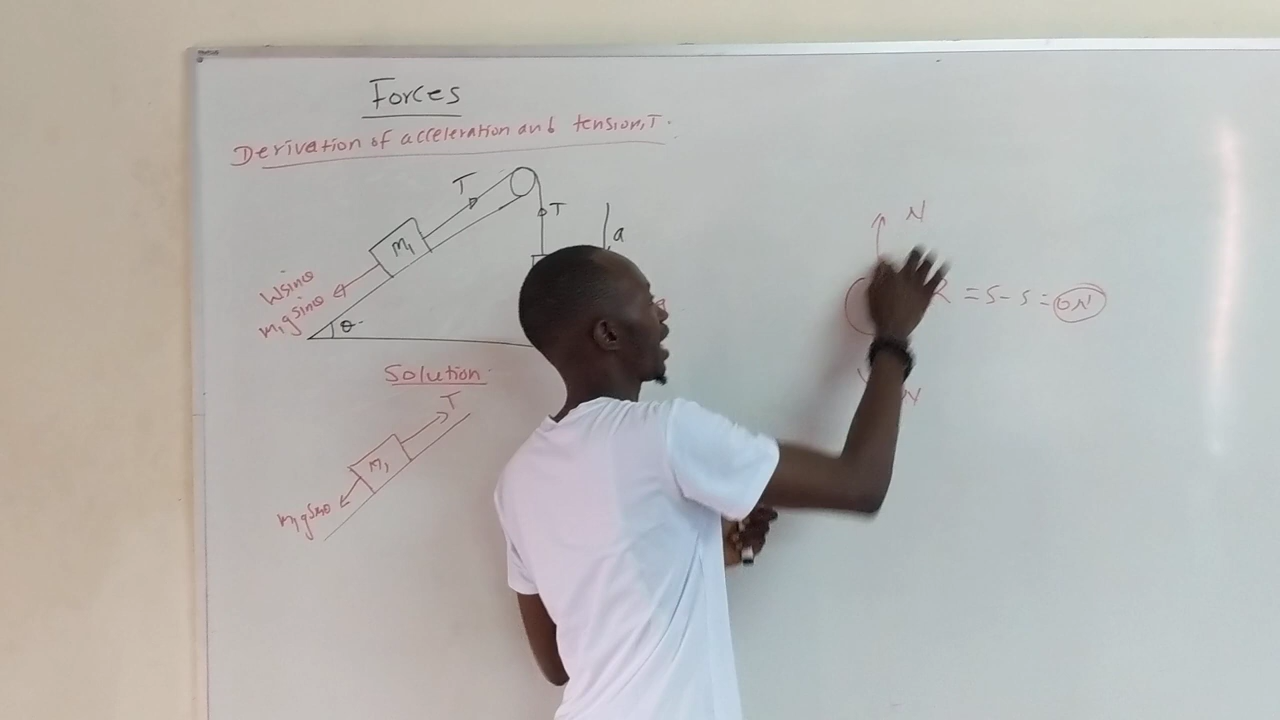 Forces
Derivation of acceleration and tension, T.
T
T
a
M1
Wsinθ
m1gsinθ
θ
Solution
T
M1
m1gsinθ
N
R = 5 - 5 = 0N
N